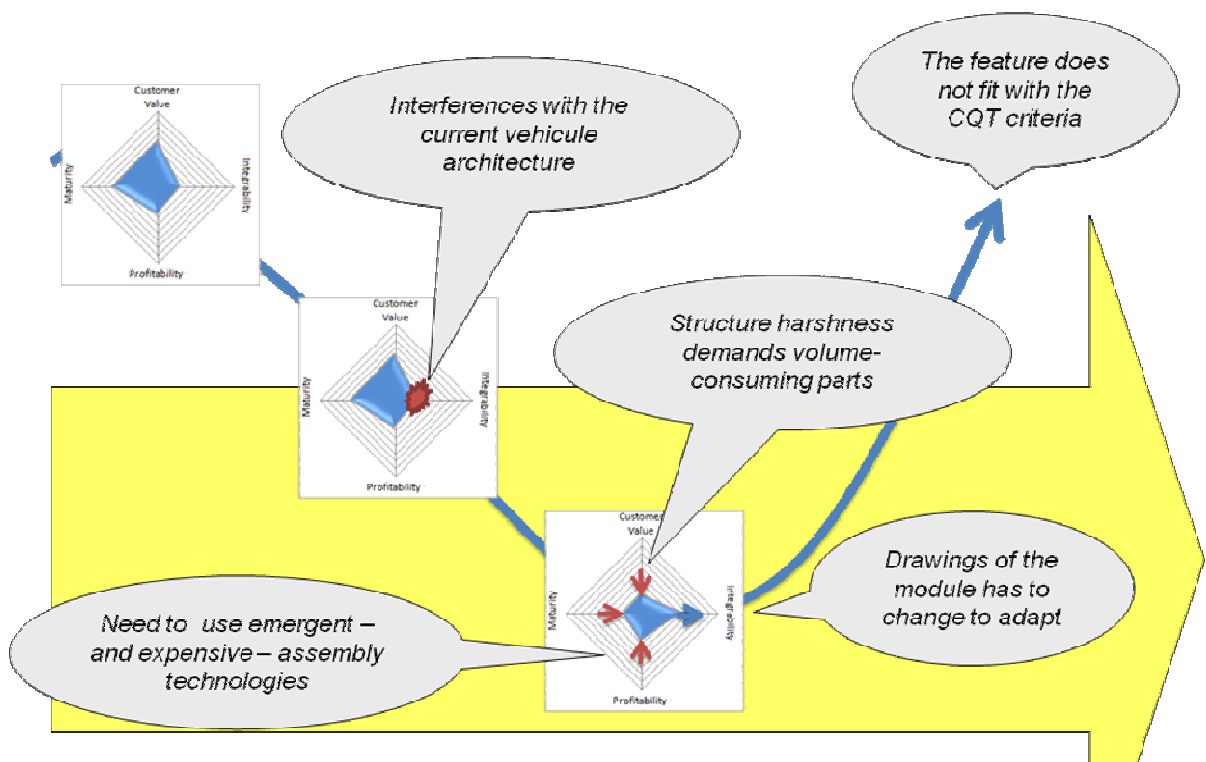 The feature does
not fit with the
CQT criteria
Interferences with the
current vehicule
architecture
Customer
Value
Maturity
Integrability
Profitability
Customer
Value
Maturity
Integrability
Profitability
Structure harshness
demands volume-
consuming parts
Customer
Value
Maturity
Integrability
Profitability
Drawings of the
module has to
change to adapt
Need to use emergent –
and expensive – assembly
technologies